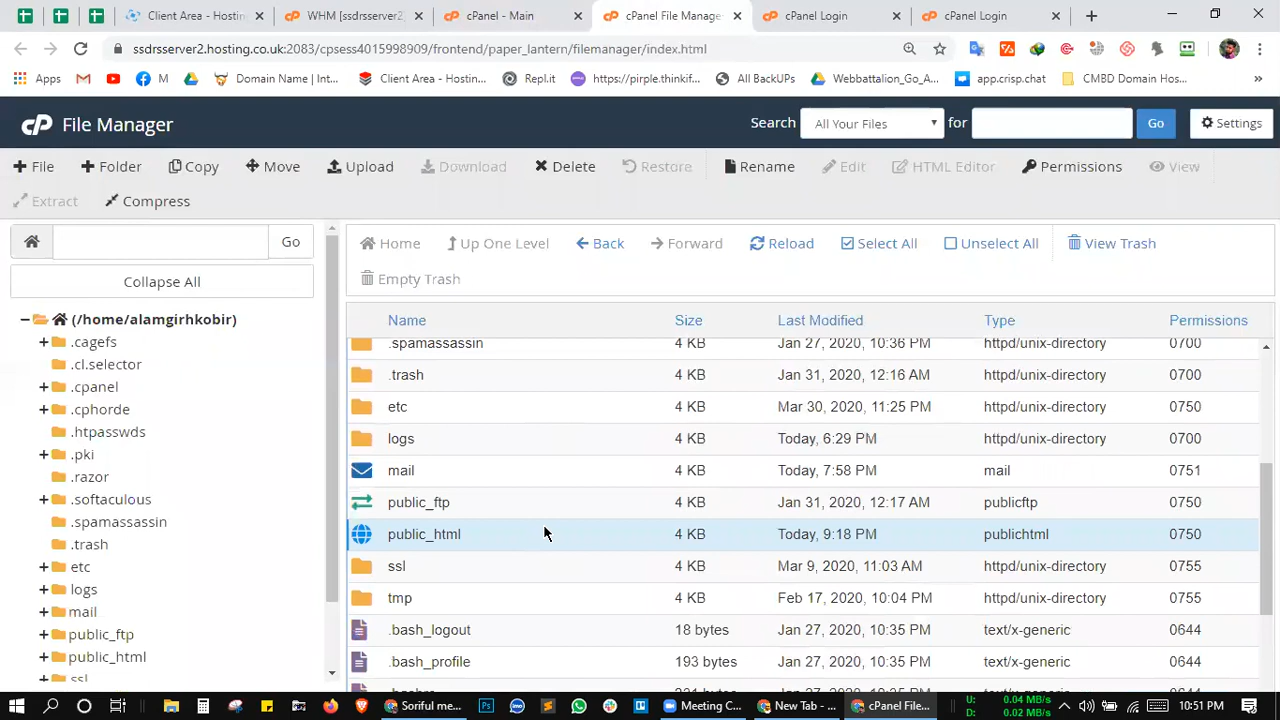 Client Area - Hosting
WHM [ssdrsserver2
cPanel - Main
cPanel File Manage
cPanel Login
cPanel Login
ssdrsserver2.hosting.co.uk:2083/cpsess4015998909/frontend/paper_lantern/filemanager/index.html
Apps
M
Domain Name | Int...
Client Area - Hostin...
Repl.it
https://pirple.thinkif...
All BackUPs
Webbattalion_Go_A...
app.crisp.chat
CMBD Domain Hos...
»
cP File Manager
Search All Your Files for Go Settings
File Folder Copy Move Upload Download Delete Restore Rename Edit HTML Editor Permissions View
Extract Compress
Go
Collapse All
(/home/alamgirhkobir)
.cagefs
.cl.selector
.cpanel
.cphorde
.htpasswds
.pki
.razor
.softaculous
.spamassassin
.trash
etc
logs
mail
public_ftp
public_html
ssl
Home Up One Level Back Forward Reload Select All Unselect All View Trash
Empty Trash
Name Size Last Modified Type Permissions
.spamassassin 4 KB Jan 27, 2020, 10:36 PM httpd/unix-directory 0700
.trash 4 KB Jan 31, 2020, 12:16 AM httpd/unix-directory 0700
etc 4 KB Mar 30, 2020, 11:25 PM httpd/unix-directory 0750
logs 4 KB Today, 6:29 PM httpd/unix-directory 0700
mail 4 KB Today, 7:58 PM mail 0751
public_ftp 4 KB Jan 31, 2020, 12:17 AM publicftp 0750
public_html 4 KB Today, 9:18 PM publichtml 0750
ssl 4 KB Mar 9, 2020, 11:03 AM httpd/unix-directory 0755
tmp 4 KB Feb 17, 2020, 10:04 PM httpd/unix-directory 0755
.bash_logout 18 bytes Jan 27, 2020, 10:35 PM text/x-generic 0644
.bash_profile 193 bytes Jan 27, 2020, 10:35 PM text/x-generic 0644
Soriful me...
Meeting C...
New Tab - ...
cPanel File...
U: 0.04 MB/s
D: 0.02 MB/s
10:51 PM